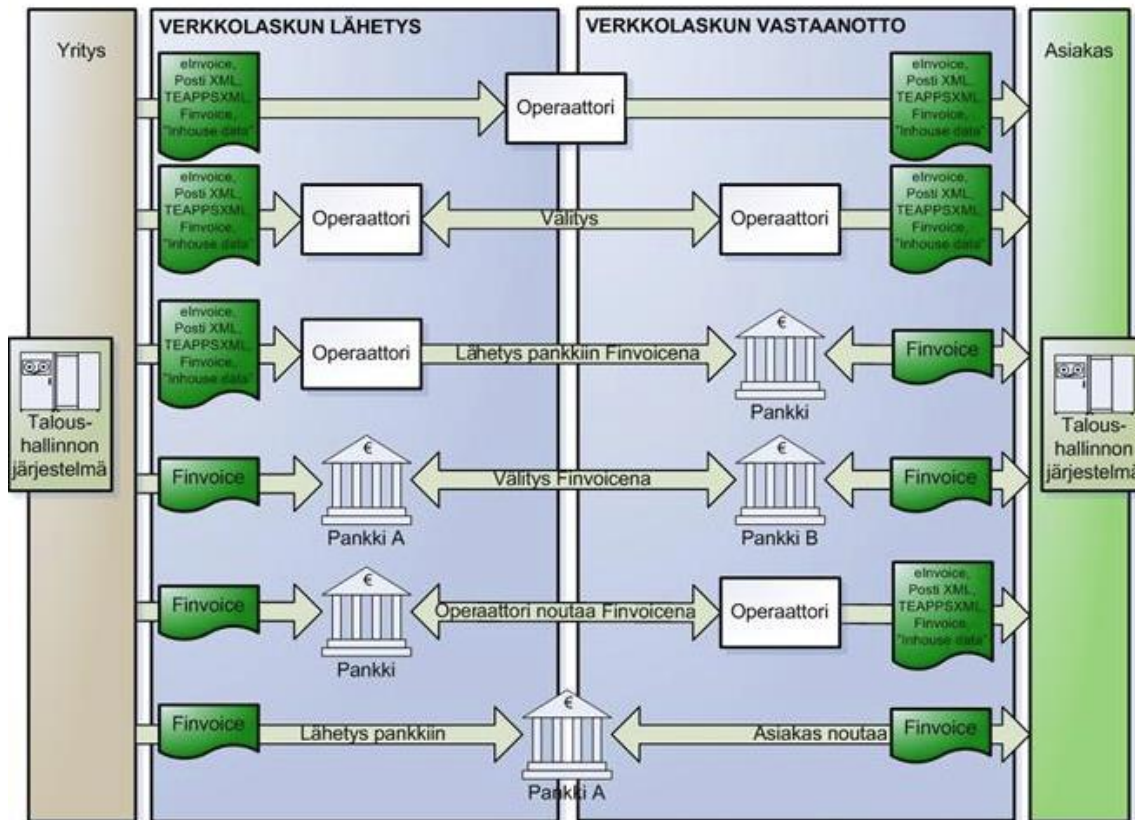 VERKKOLASKUN LÄHETYS
VERKKOLASKUN VASTAANOTTO
Yritys
Asiakas
eInvoice,
Posti XML,
TEAPPSXML,
Finvoice,
"Inhouse data"
Operaattori
eInvoice,
Posti XML,
TEAPPSXML,
Finvoice,
"Inhouse data"
eInvoice,
Posti XML,
TEAPPSXML,
Finvoice,
"Inhouse data"
Operaattori
Välitys
Operaattori
eInvoice,
Posti XML,
TEAPPSXML,
Finvoice,
"Inhouse data"
eInvoice,
Posti XML,
TEAPPSXML,
Finvoice,
"Inhouse data"
Operaattori
Lähetys pankkiin Finvoicena
€
Pankki
Finvoice
Talous-
hallinnon
järjestelmä
Talous-
hallinnon
järjestelmä
Finvoice
€
Pankki A
Välitys Finvoicena
€
Pankki B
Finvoice
Finvoice
€
Pankki
Operaattori noutaa Finvoicena
Operaattori
eInvoice,
Posti XML,
TEAPPSXML,
Finvoice,
"Inhouse data"
Finvoice
Lähetys pankkiin
€
Pankki A
Asiakas noutaa
Finvoice